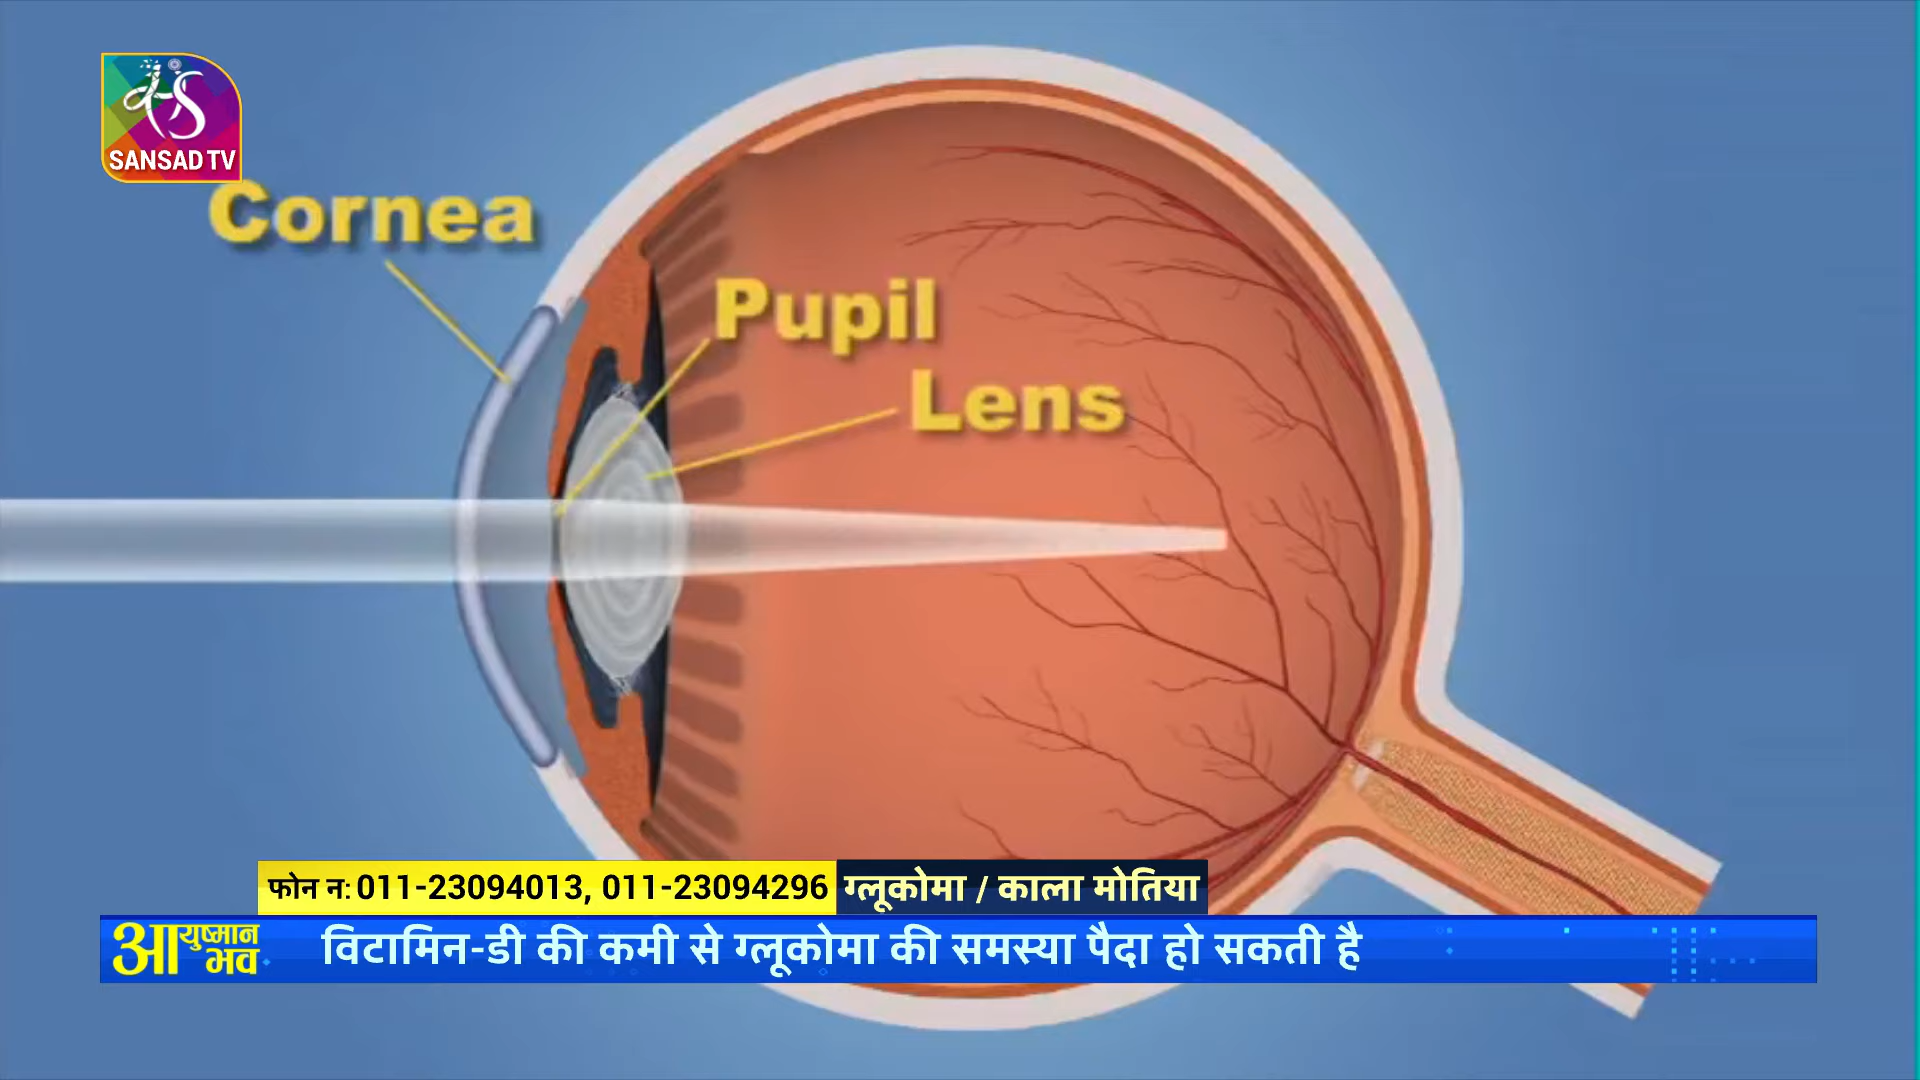 SANSAD TV
Cornea
Pupil
Lens
फोन न: 011-23094013, 011-23094296
ग्लूकोमा / काला मोतिया
आयुष्मान भव
विटामिन-डी की कमी से ग्लूकोमा की समस्या पैदा हो सकती है